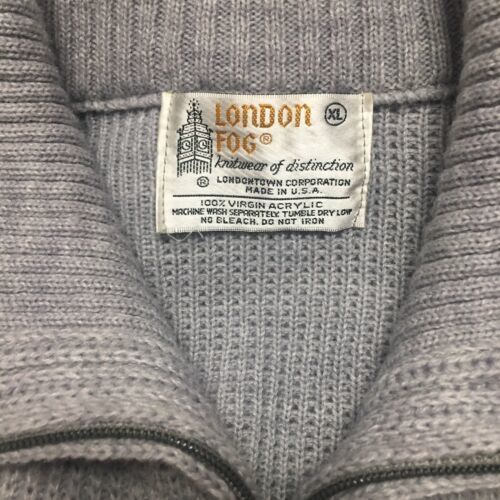 LONDON XL
FOG®
knitwear of distinction
® LONDONTOWN CORPORATION
MADE IN U.S.A.
100% VIRGIN ACRYLIC
MACHINE WASH SEPARATELY. TUMBLE DRY LOW
NO BLEACH. DO NOT IRON